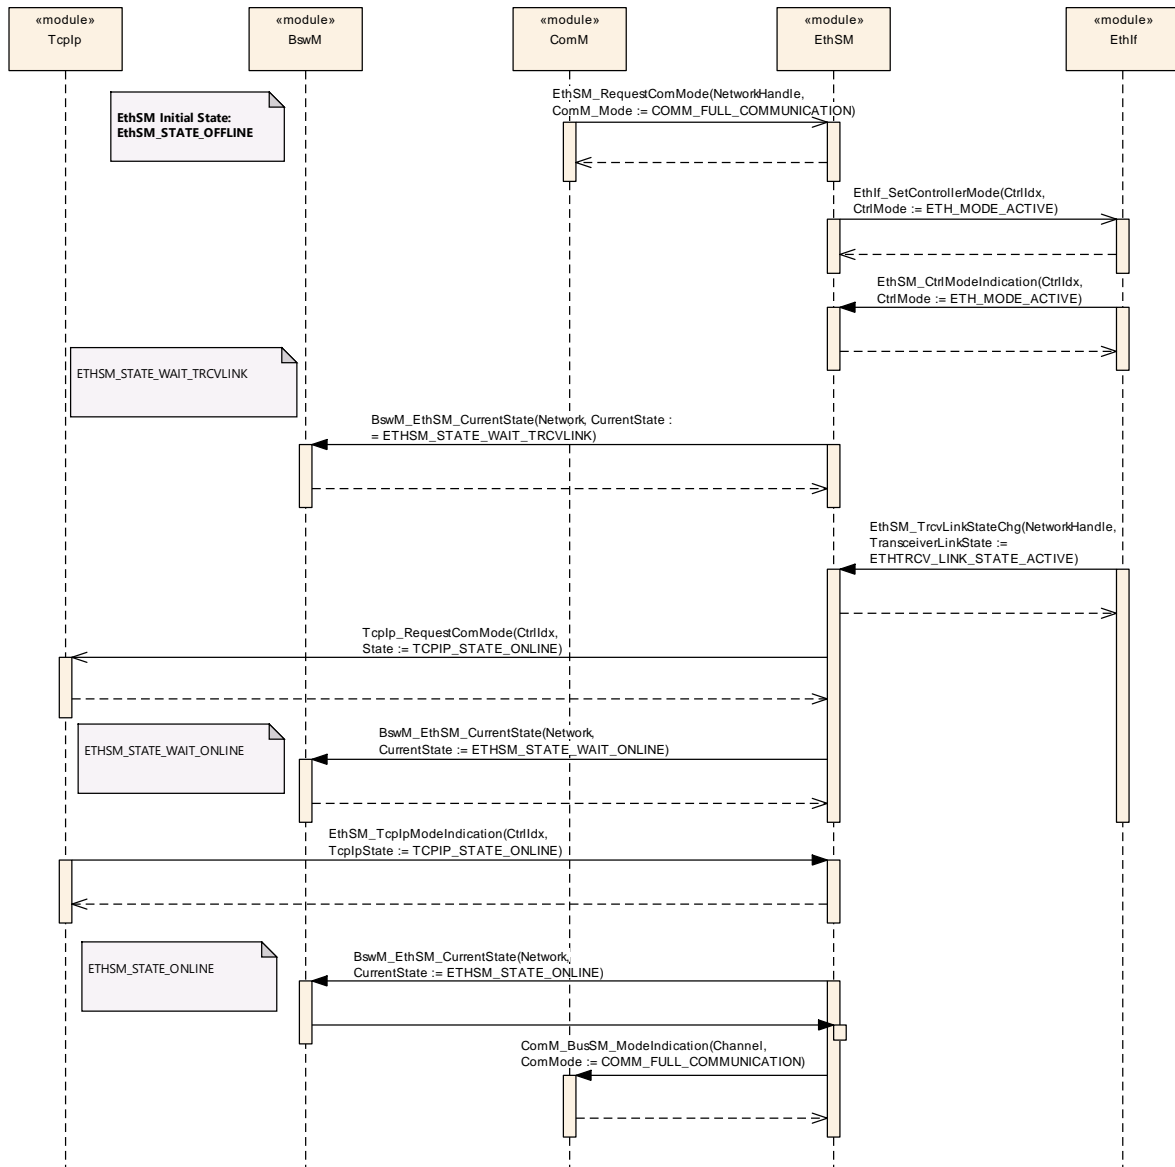 «module»
TcpIp
«module»
BswM
«module»
ComM
«module»
EthSM
«module»
EthIf
EthSM Initial State:
EthSM_STATE_OFFLINE
EthSM_RequestComMode(NetworkHandle,
ComM_Mode := COMM_FULL_COMMUNICATION)
EthIf_SetControllerMode(CtrlIdx,
CtrlMode := ETH_MODE_ACTIVE)
EthSM_CtrlModeIndication(CtrlIdx,
CtrlMode := ETH_MODE_ACTIVE)
ETHSM_STATE_WAIT_TRCVLINK
BswM_EthSM_CurrentState(Network, CurrentState :
= ETHSM_STATE_WAIT_TRCVLINK)
EthSM_TrcvLinkStateChg(NetworkHandle,
TransceiverLinkState :=
ETHTRCV_LINK_STATE_ACTIVE)
TcpIp_RequestComMode(CtrlIdx,
State := TCPIP_STATE_ONLINE)
ETHSM_STATE_WAIT_ONLINE
BswM_EthSM_CurrentState(Network,
CurrentState := ETHSM_STATE_WAIT_ONLINE)
EthSM_TcpIpModeIndication(CtrlIdx,
TcpIpState := TCPIP_STATE_ONLINE)
ETHSM_STATE_ONLINE
BswM_EthSM_CurrentState(Network,
CurrentState := ETHSM_STATE_ONLINE)
ComM_BusSM_ModeIndication(Channel,
ComMode := COMM_FULL_COMMUNICATION)